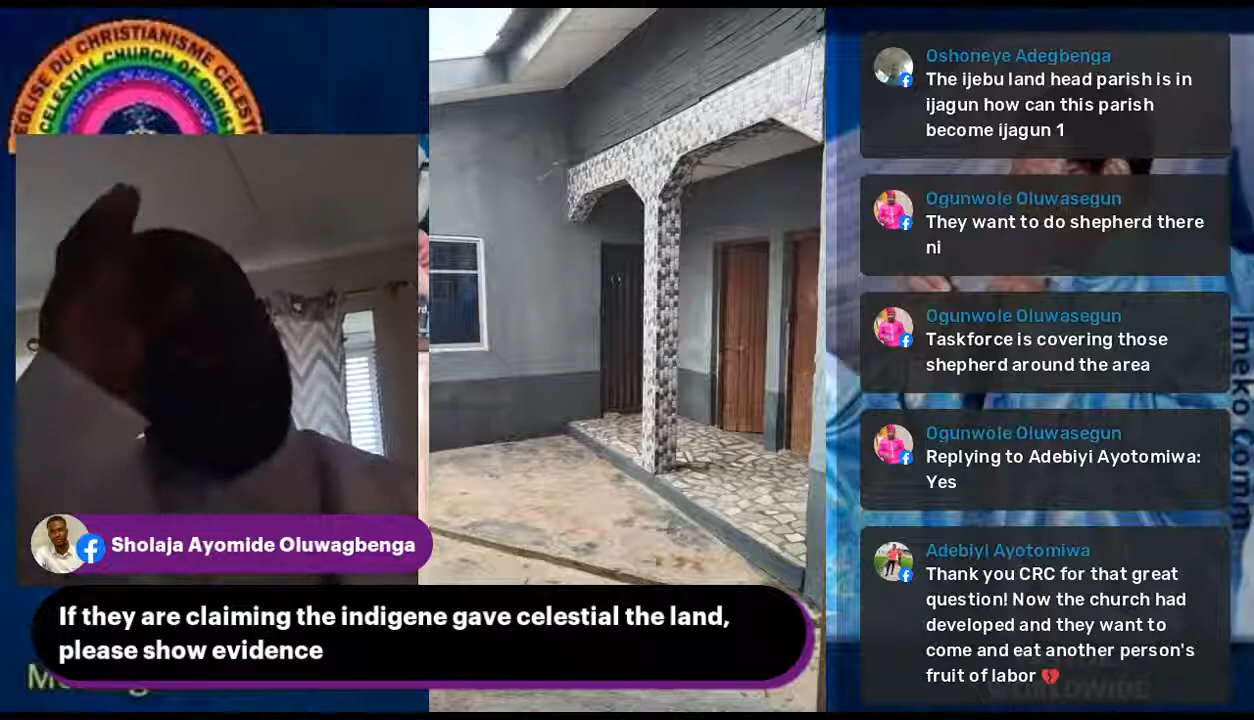 EGLISE DU CHRISTIANISME CELESTE
CELESTIAL CHURCH OF CHRIST
Sholaja Ayomide Oluwagbenga
If they are claiming the indigene gave celestial the land,
please show evidence
Oshoneye Adegbenga
The ijebu land head parish is in
ijagun how can this parish
become ijagun 1
Ogunwole Oluwasegun
They want to do shepherd there
ni
Ogunwole Oluwasegun
Taskforce is covering those
shepherd around the area
Ogunwole Oluwasegun
Replying to Adebiyi Ayotomiwa:
Yes
Adebiyi Ayotomiwa
Thank you CRC for that great
question! Now the church had
developed and they want to
come and eat another person's
fruit of labor 💔
Imeko
WORLDWIDE